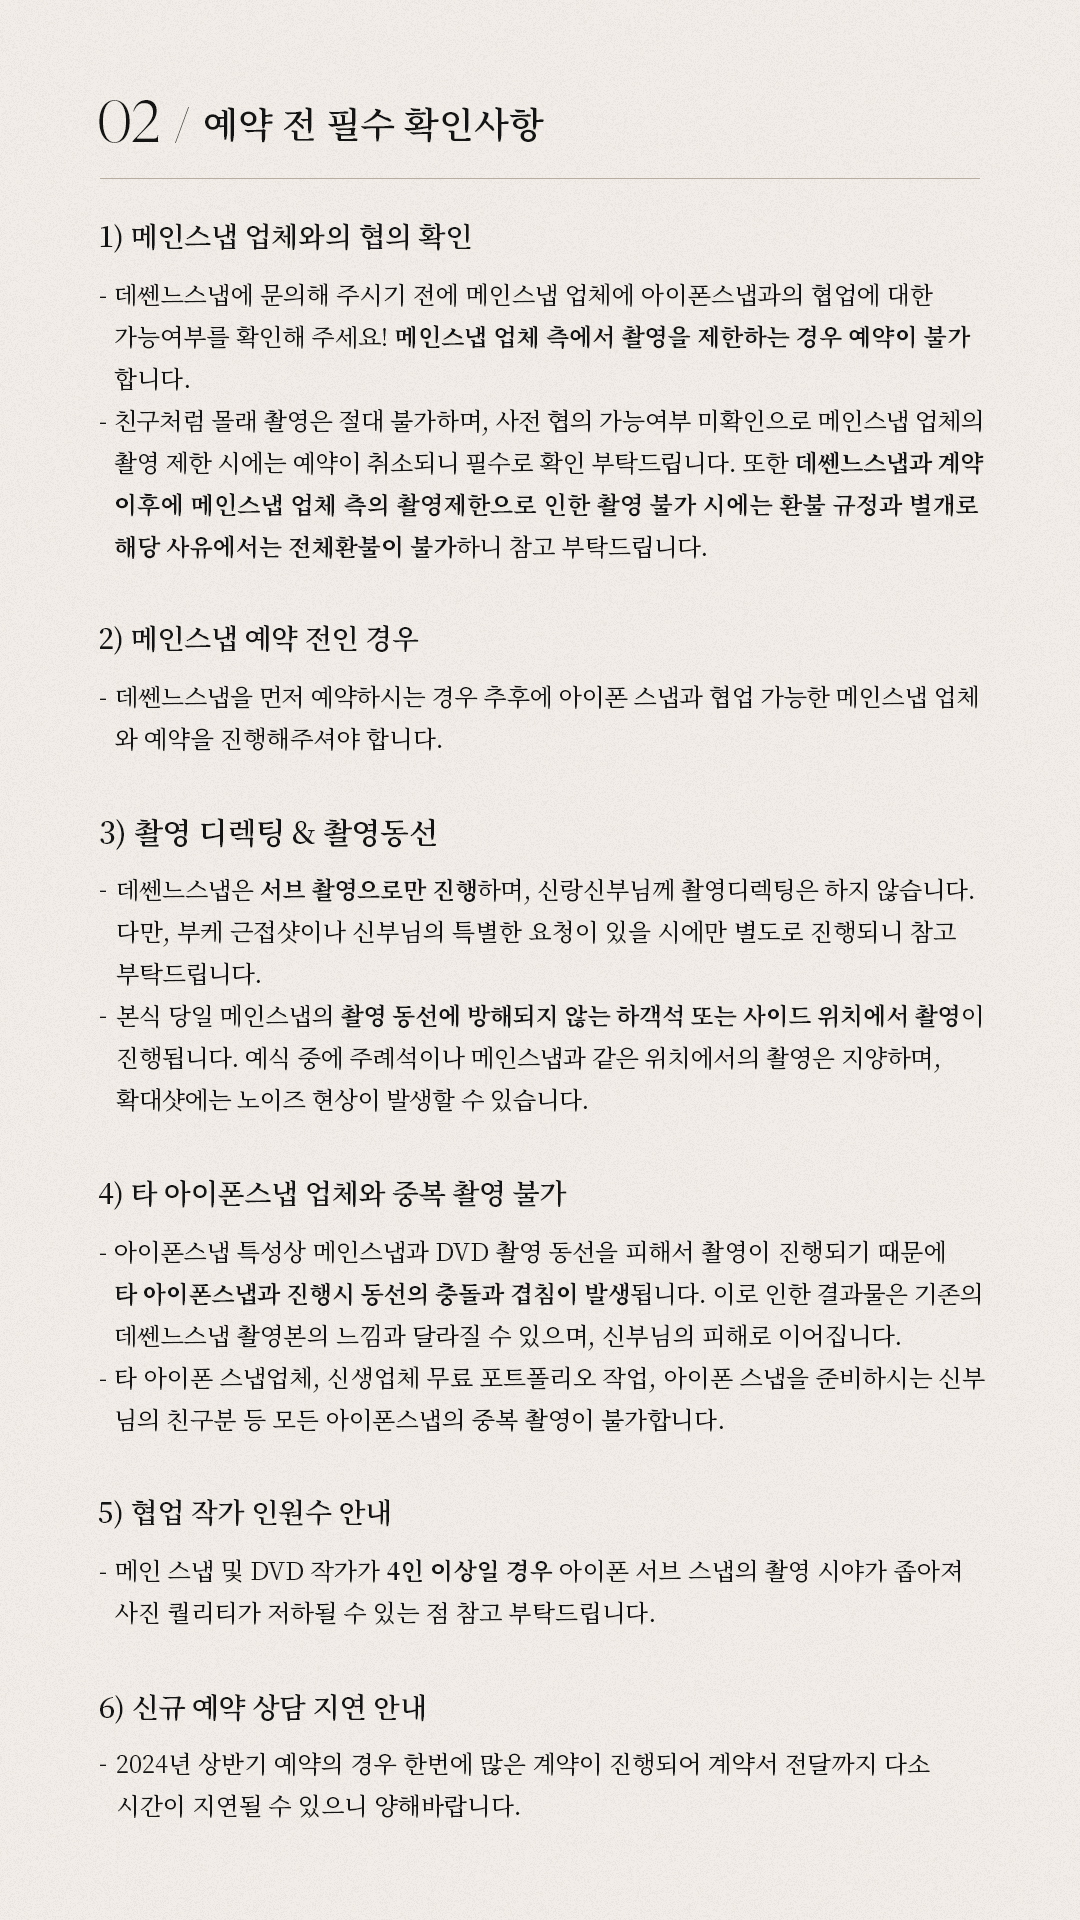 02 / 예약 전 필수 확인사항
1) 메인스냅 업체와의 협의 확인
- 데쎈느스냅에 문의해 주시기 전에 메인스냅 업체에 아이폰스냅과의 협업에 대한
가능여부를 확인해 주세요! 메인스냅 업체 측에서 촬영을 제한하는 경우 예약이 불가
합니다.
- 친구처럼 몰래 촬영은 절대 불가하며, 사전 협의 가능여부 미확인으로 메인스냅 업체의
촬영 제한 시에는 예약이 취소되니 필수로 확인 부탁드립니다. 또한 데쎈느스냅과 계약
이후에 메인스냅 업체 측의 촬영제한으로 인한 촬영 불가 시에는 환불 규정과 별개로
해당 사유에서는 전체환불이 불가하니 참고 부탁드립니다.
2) 메인스냅 예약 전인 경우
- 데쎈느스냅을 먼저 예약하시는 경우 추후에 아이폰 스냅과 협업 가능한 메인스냅 업체
와 예약을 진행해주셔야 합니다.
3) 촬영 디렉팅 & 촬영동선
- 데쎈느스냅은 서브 촬영으로만 진행하며, 신랑신부님께 촬영디렉팅은 하지 않습니다.
다만, 부케 근접샷이나 신부님의 특별한 요청이 있을 시에만 별도로 진행되니 참고
부탁드립니다.
- 본식 당일 메인스냅의 촬영 동선에 방해되지 않는 하객석 또는 사이드 위치에서 촬영이
진행됩니다. 예식 중에 주례석이나 메인스냅과 같은 위치에서의 촬영은 지양하며,
확대샷에는 노이즈 현상이 발생할 수 있습니다.
4) 타 아이폰스냅 업체와 중복 촬영 불가
- 아이폰스냅 특성상 메인스냅과 DVD 촬영 동선을 피해서 촬영이 진행되기 때문에
타 아이폰스냅과 진행시 동선의 충돌과 겹침이 발생됩니다. 이로 인한 결과물은 기존의
데쎈느스냅 촬영본의 느낌과 달라질 수 있으며, 신부님의 피해로 이어집니다.
- 타 아이폰 스냅업체, 신생업체 무료 포트폴리오 작업, 아이폰 스냅을 준비하시는 신부
님의 친구분 등 모든 아이폰스냅의 중복 촬영이 불가합니다.
5) 협업 작가 인원수 안내
- 메인 스냅 및 DVD 작가가 4인 이상일 경우 아이폰 서브 스냅의 촬영 시야가 좁아져
사진 퀄리티가 저하될 수 있는 점 참고 부탁드립니다.
6) 신규 예약 상담 지연 안내
- 2024년 상반기 예약의 경우 한번에 많은 계약이 진행되어 계약서 전달까지 다소
시간이 지연될 수 있으니 양해바랍니다.